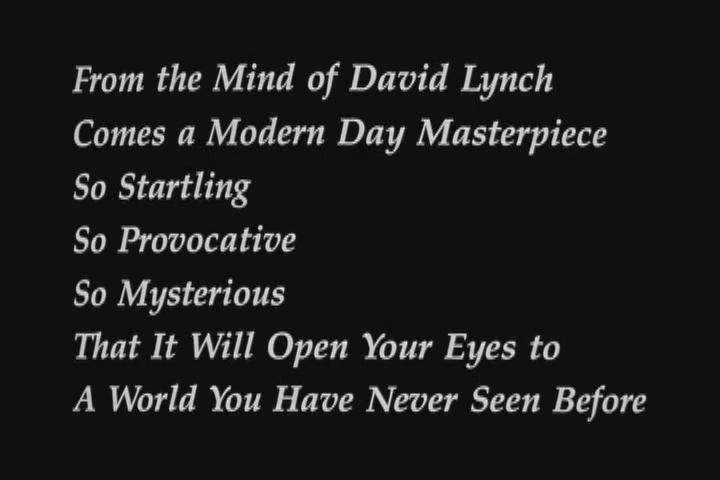 From the Mind of David Lynch
Comes a Modern Day Masterpiece
So Startling
So Provocative
So Mysterious
That It Will Open Your Eyes to
A World You Have Never Seen Before